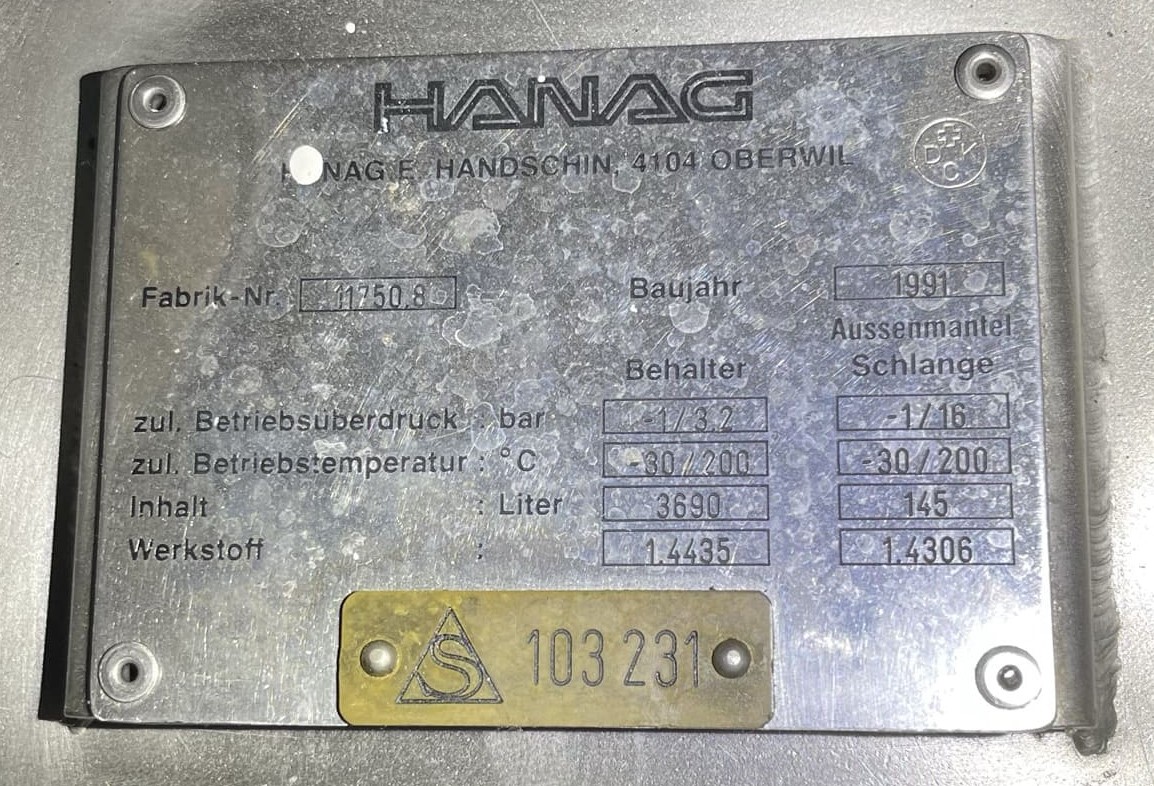 HANAG
HANAG E. HANDSCHIN, 4104 OBERWIL
D K
C
Fabrik-Nr. 11750.8 Baujahr 1991
Aussenmantel
Behälter Schlange
zul. Betriebsüberdruck : bar -1/3.2 -1/16
zul. Betriebstemperatur : °C -30/200 -30/200
Inhalt : Liter 3690 145
Werkstoff : 1.4435 1.4306
S 103 231